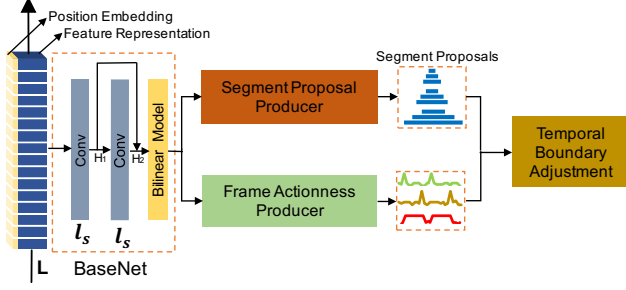 Position Embedding
Feature Representation
Segment Proposals
Conv
H1
Conv
H2
Bilinear Model
Segment Proposal
Producer
Temporal
Boundary
Adjustment
Frame Actionness
Producer
ls
ls
L
BaseNet